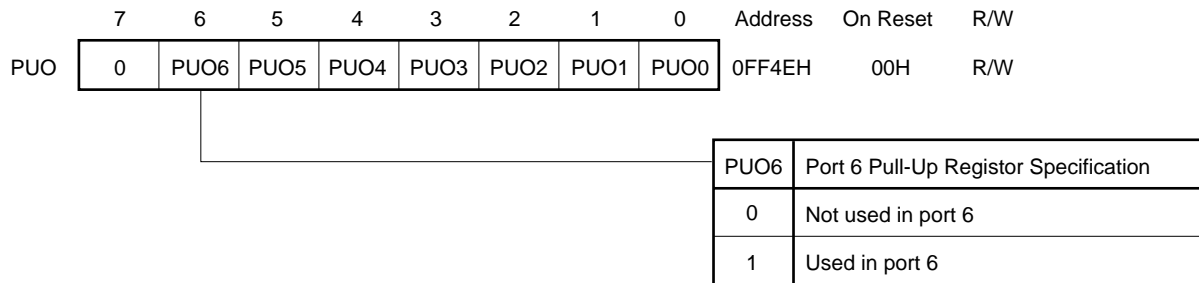 7 6 5 4 3 2 1 0 Address On Reset R/W
PUO 0 PUO6 PUO5 PUO4 PUO3 PUO2 PUO1 PUO0 0FF4EH 00H R/W
PUO6 Port 6 Pull-Up Registor Specification
0 Not used in port 6
1 Used in port 6